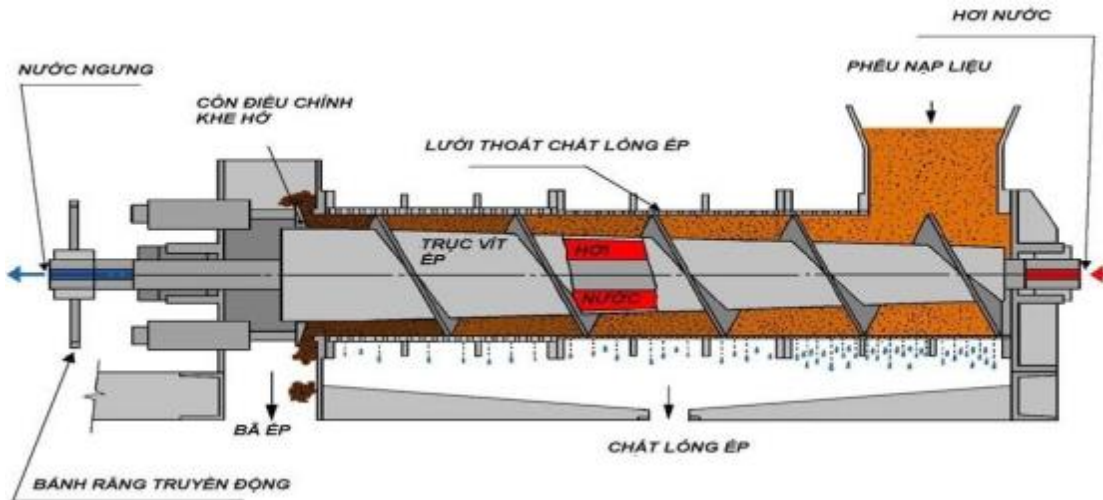 HƠI NƯỚC
NƯỚC NGƯNG
PHỄU NẠP LIỆU
CÔN ĐIỀU CHỈNH
KHE HỞ
LƯỚI THOÁT CHẤT LỎNG ÉP
TRỤC VÍT
ÉP
HƠI
NƯỚC
BÃ ÉP
CHẤT LỎNG ÉP
BÁNH RĂNG TRUYỀN ĐỘNG